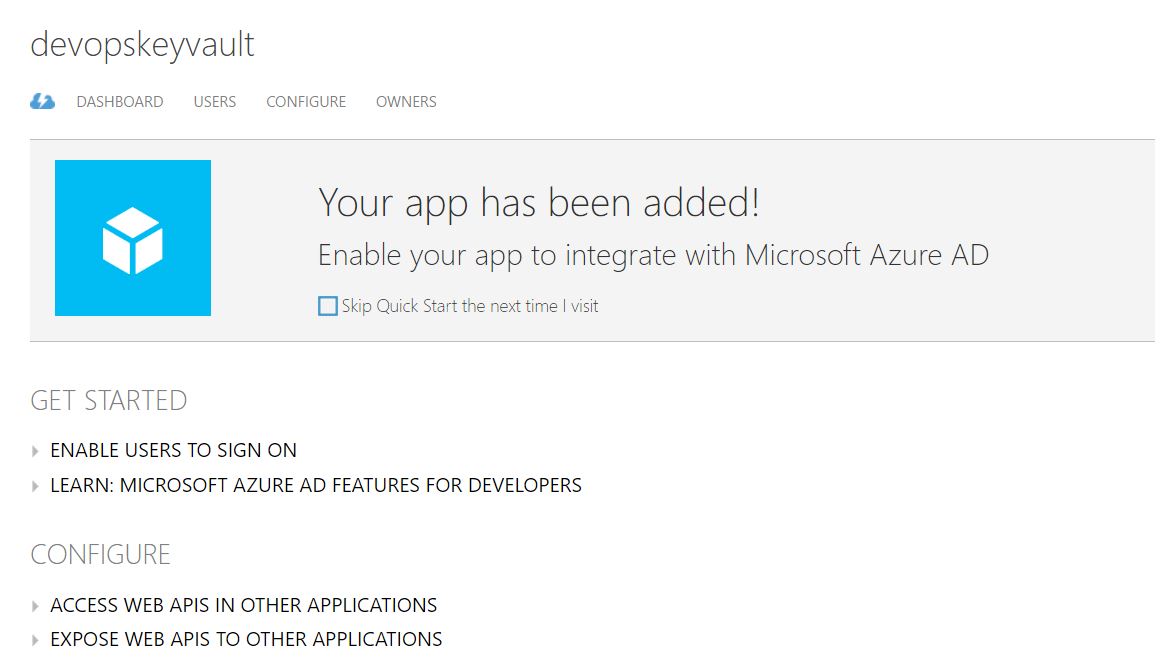 devopskeyvault
DASHBOARD USERS CONFIGURE OWNERS
Your app has been added!
Enable your app to integrate with Microsoft Azure AD
Skip Quick Start the next time I visit
GET STARTED
ENABLE USERS TO SIGN ON
LEARN: MICROSOFT AZURE AD FEATURES FOR DEVELOPERS
CONFIGURE
ACCESS WEB APIS IN OTHER APPLICATIONS
EXPOSE WEB APIS TO OTHER APPLICATIONS